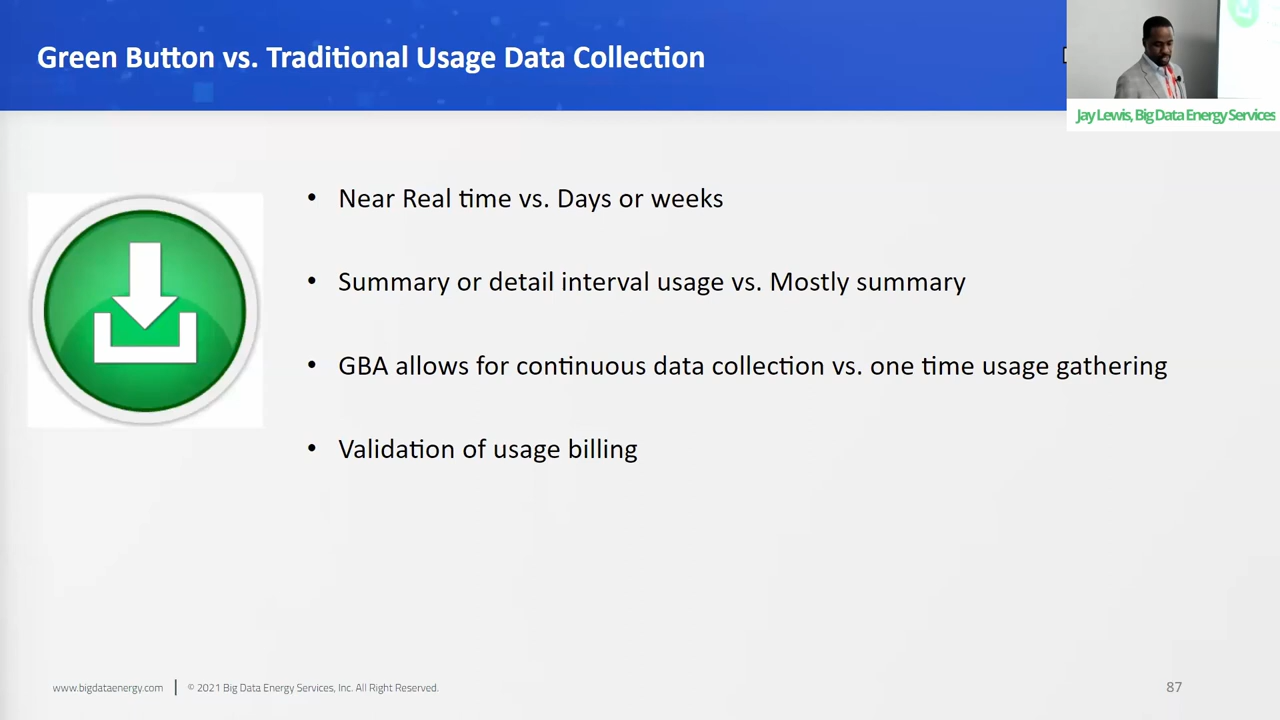 Green Button vs. Traditional Usage Data Collection
Jay Lewis, Big Data Energy Services
• Near Real time vs. Days or weeks
• Summary or detail interval usage vs. Mostly summary
• GBA allows for continuous data collection vs. one time usage gathering
• Validation of usage billing
www.bigdataenergy.com | © 2021 Big Data Energy Services, Inc. All Right Reserved.
87